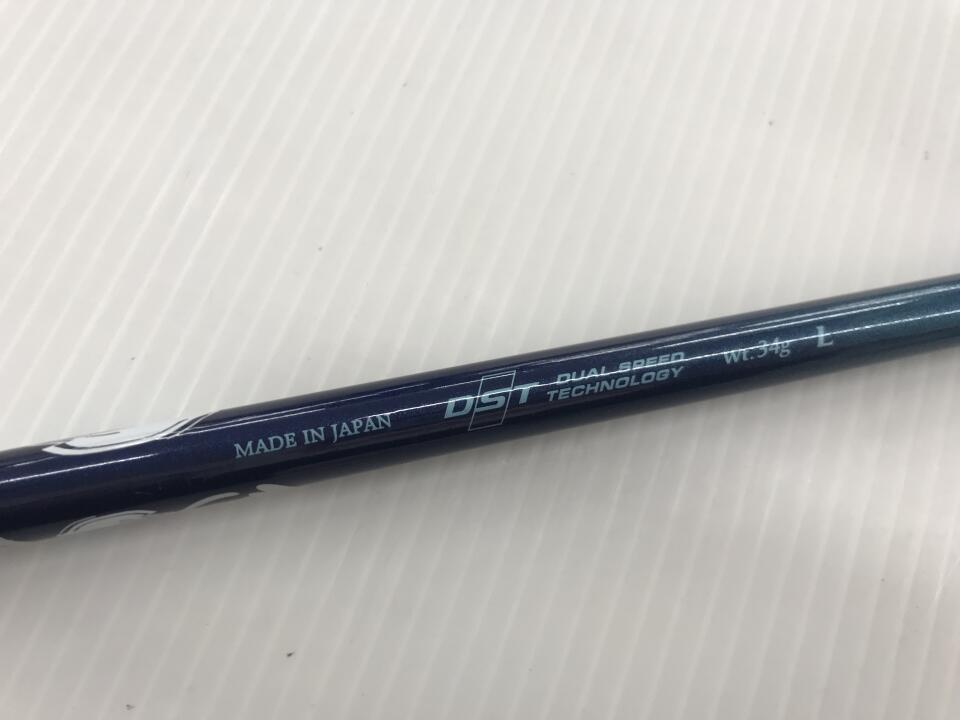 MADE IN JAPAN
DST
DUAL SPEED
TECHNOLOGY
wt.34g L